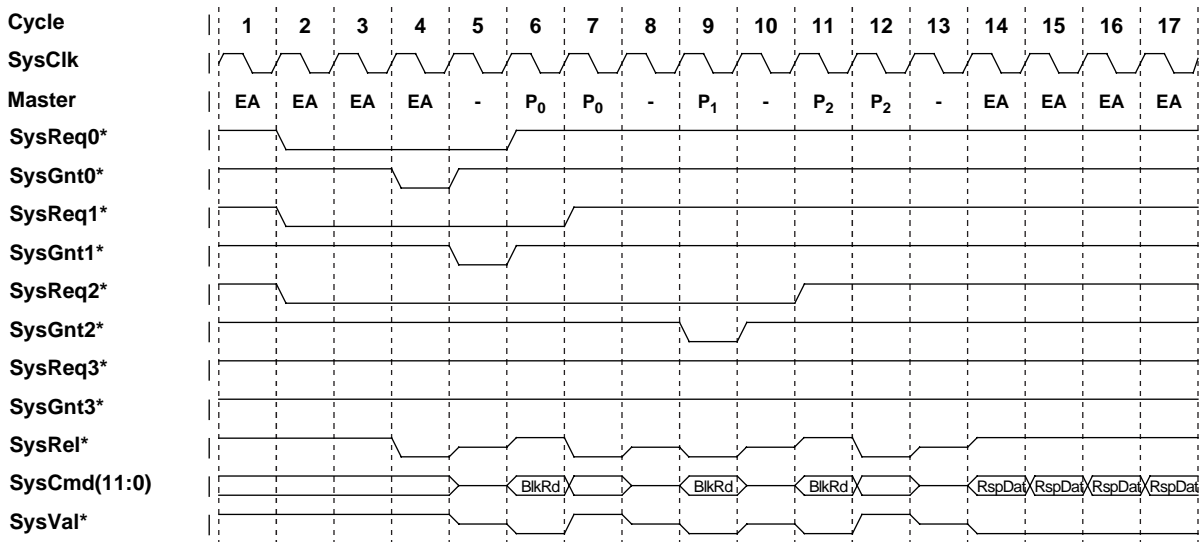 Cycle | 1 2 3 4 5 6 7 8 9 10 11 12 13 14 15 16 17
SysClk |
Master | EA EA EA EA - P0 P0 - P1 - P2 P2 - EA EA EA EA
SysReq0* |
SysGnt0* |
SysReq1* |
SysGnt1* |
SysReq2* |
SysGnt2* |
SysReq3* |
SysGnt3* |
SysRel* |
SysCmd(11:0) | BlkRd BlkRd BlkRd RspDat RspDat RspDat RspDat
SysVal* |